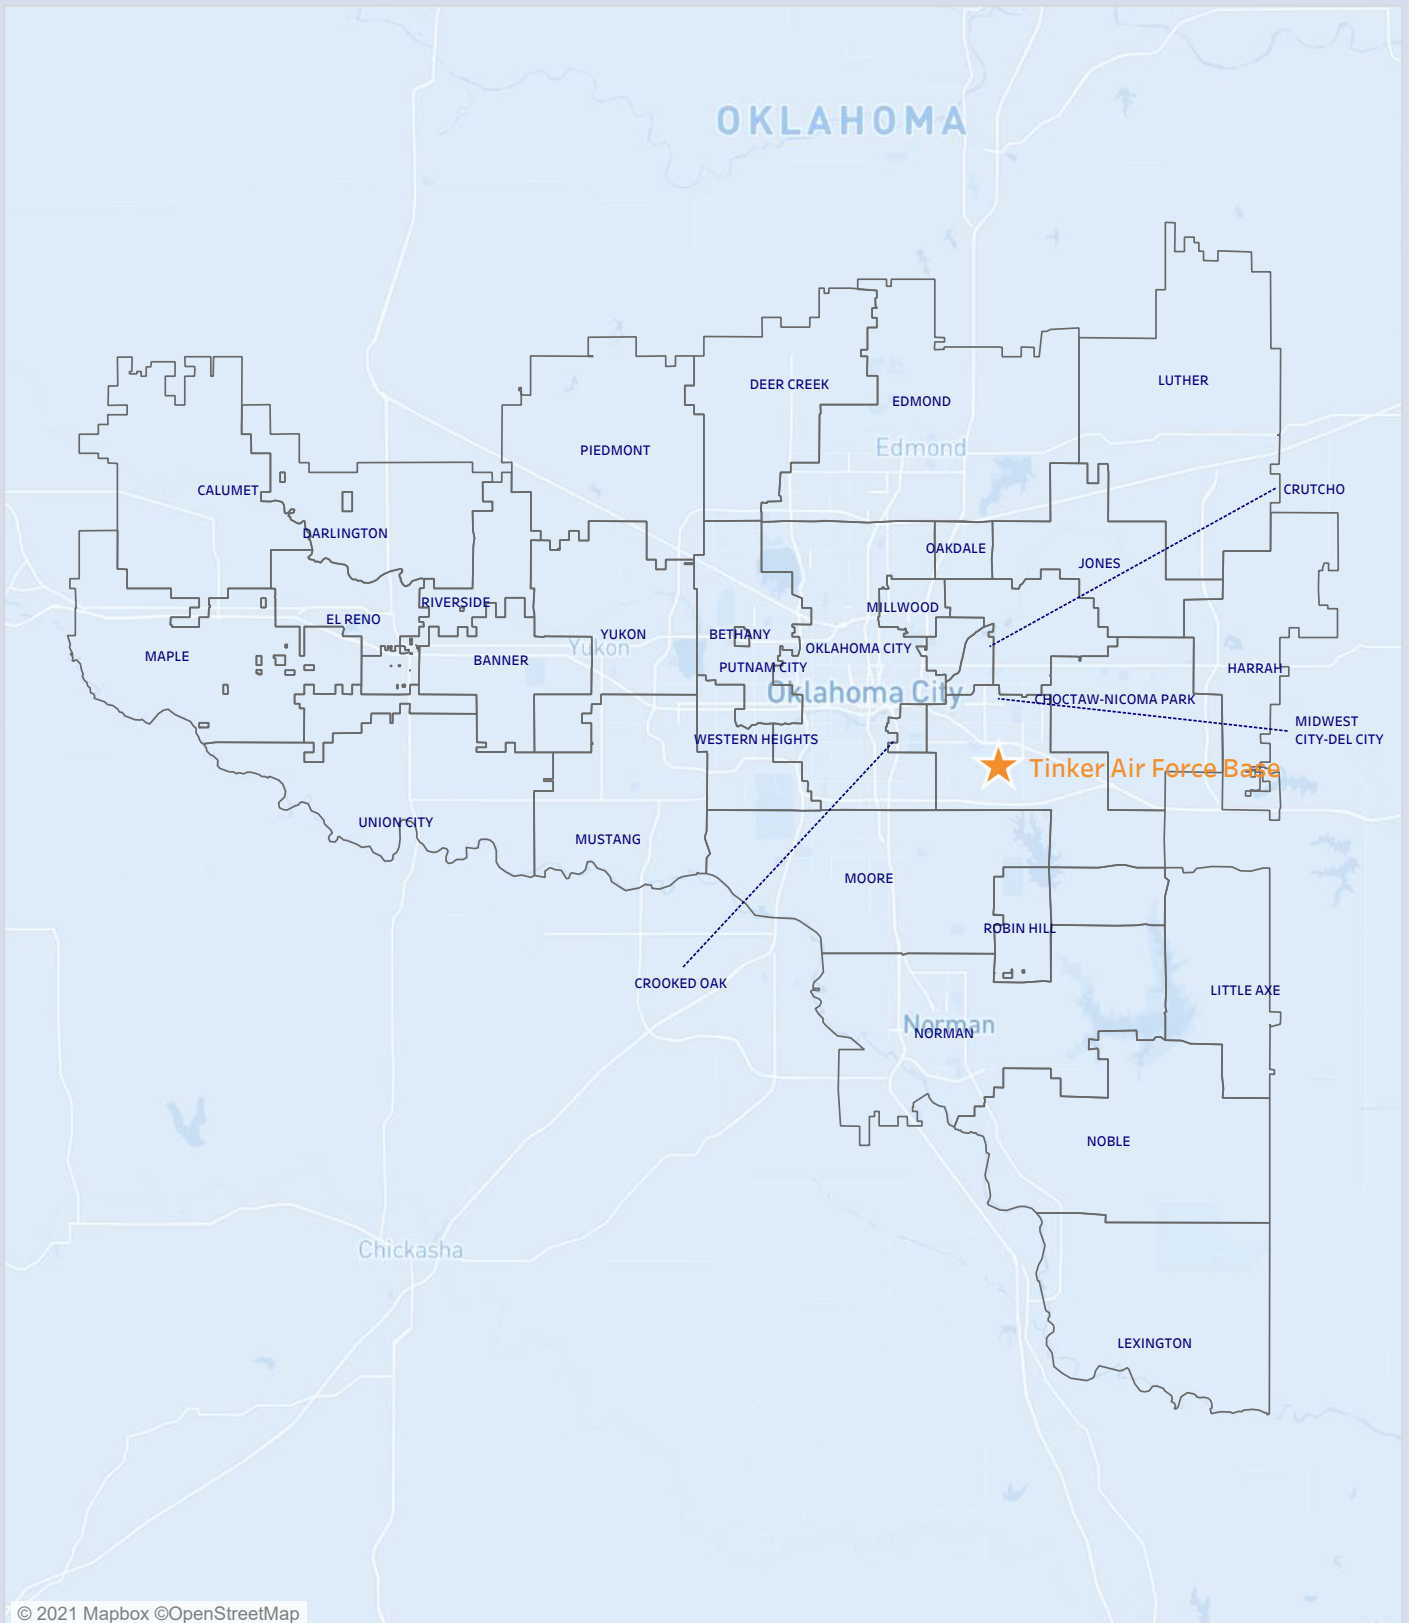 OKLAHOMA
LUTHER
DEER CREEK
EDMOND
Edmond
PIEDMONT
CALUMET
CRUTCHO
DARLINGTON
OAKDALE
JONES
RIVERSIDE
MILLWOOD
EL RENO
YUKON
Yukon
BETHANY
OKLAHOMA CITY
MAPLE
BANNER
PUTNAM CITY
HARRAH
Oklahoma City
CHOCTAW-NICOMA PARK
MIDWEST
CITY-DEL CITY
WESTERN HEIGHTS
Tinker Air Force Base
UNION CITY
MUSTANG
MOORE
ROBIN HILL
CROOKED OAK
LITTLE AXE
Norman
NORMAN
NOBLE
Chickasha
LEXINGTON
© 2021 Mapbox ©OpenStreetMap